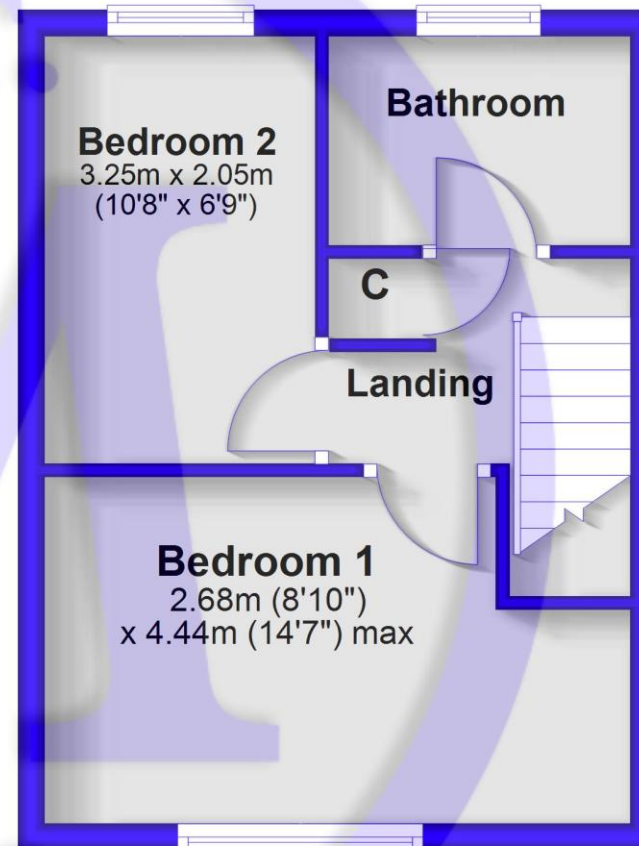 Bathroom
Bedroom 2
3.25m x 2.05m
(10'8" x 6'9")
C
Landing
Bedroom 1
2.68m (8'10")
x 4.44m (14'7") max